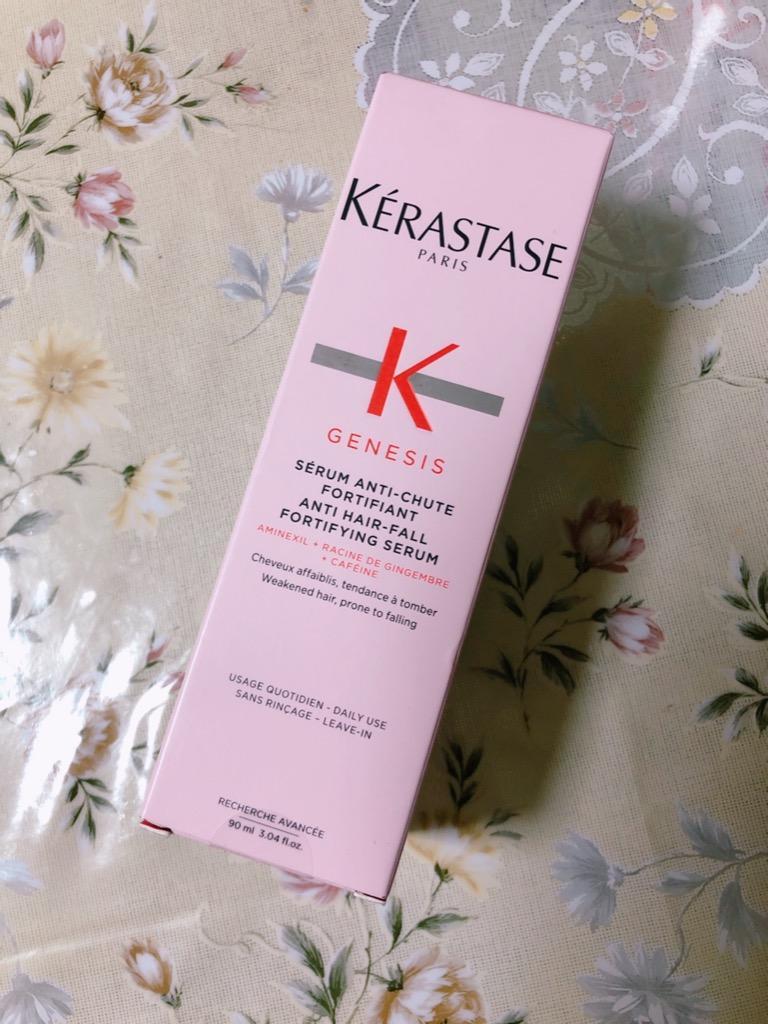 KÉRASTASE
PARIS
K
GENESIS
SÉRUM ANTI-CHUTE
FORTIFIANT
ANTI HAIR-FALL
FORTIFYING SERUM
AMINEXIL + RACINE DE GINGEMBRE
+ CAFÉINE
Cheveux affaiblis, tendance à tomber
Weakened hair, prone to falling
USAGE QUOTIDIEN - DAILY USE
SANS RINÇAGE - LEAVE-IN
RECHERCHE AVANCÉE
90 ml 3.04 fl.oz.